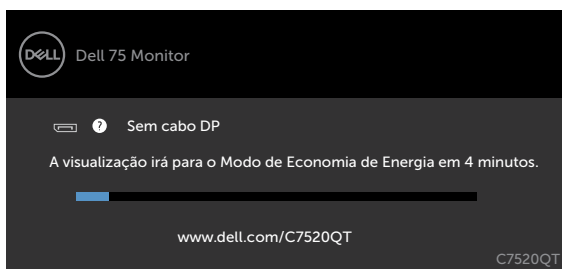 DELL Dell 75 Monitor
? Sem cabo DP
A visualização irá para o Modo de Economia de Energia em 4 minutos.
www.dell.com/C7520QT
C7520QT